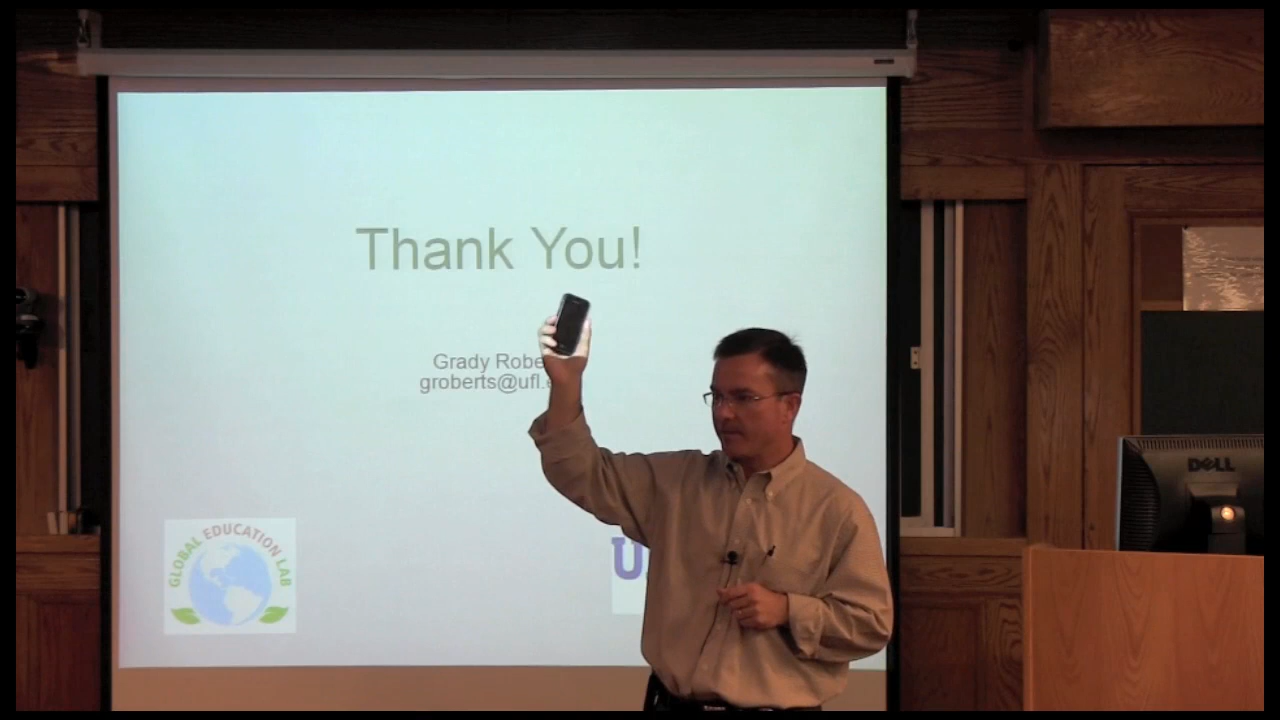 Thank You!
Grady Robe
groberts@ufl.e
GLOBAL EDUCATION LAB
U
DELL